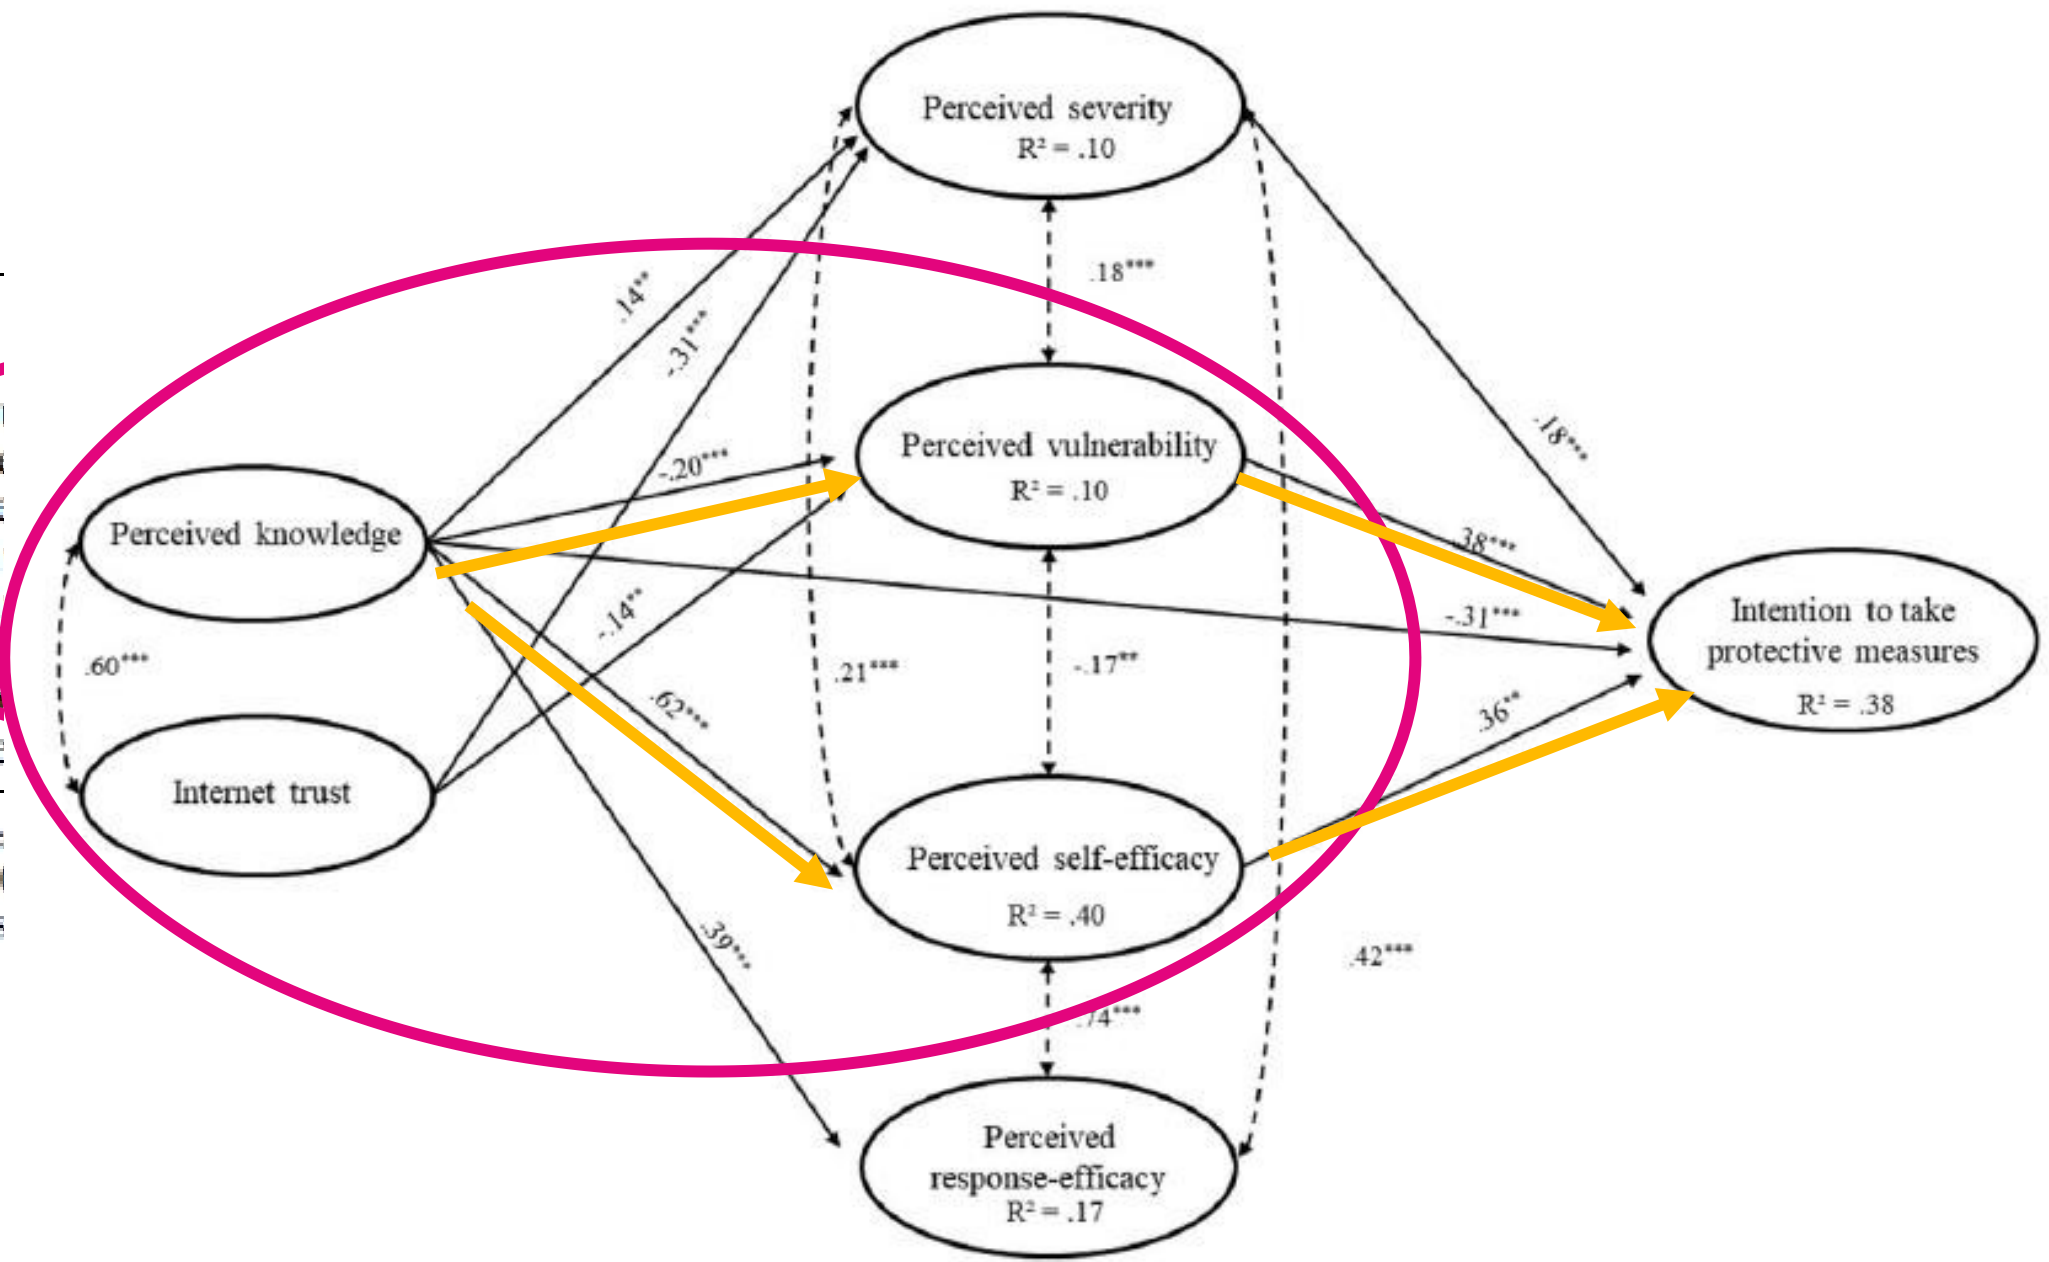 Perceived severity
R² = .10
.14**
-.31***
.18***
Perceived vulnerability
R² = .10
-.20***
.18***
.38***
Perceived knowledge
-.31***
Intention to take
protective measures
R² = .38
-.14**
.60***
.21***
-.17**
.62***
.36**
Internet trust
Perceived self-efficacy
R² = .40
.39***
.42***
.74***
Perceived
response-efficacy
R² = .17